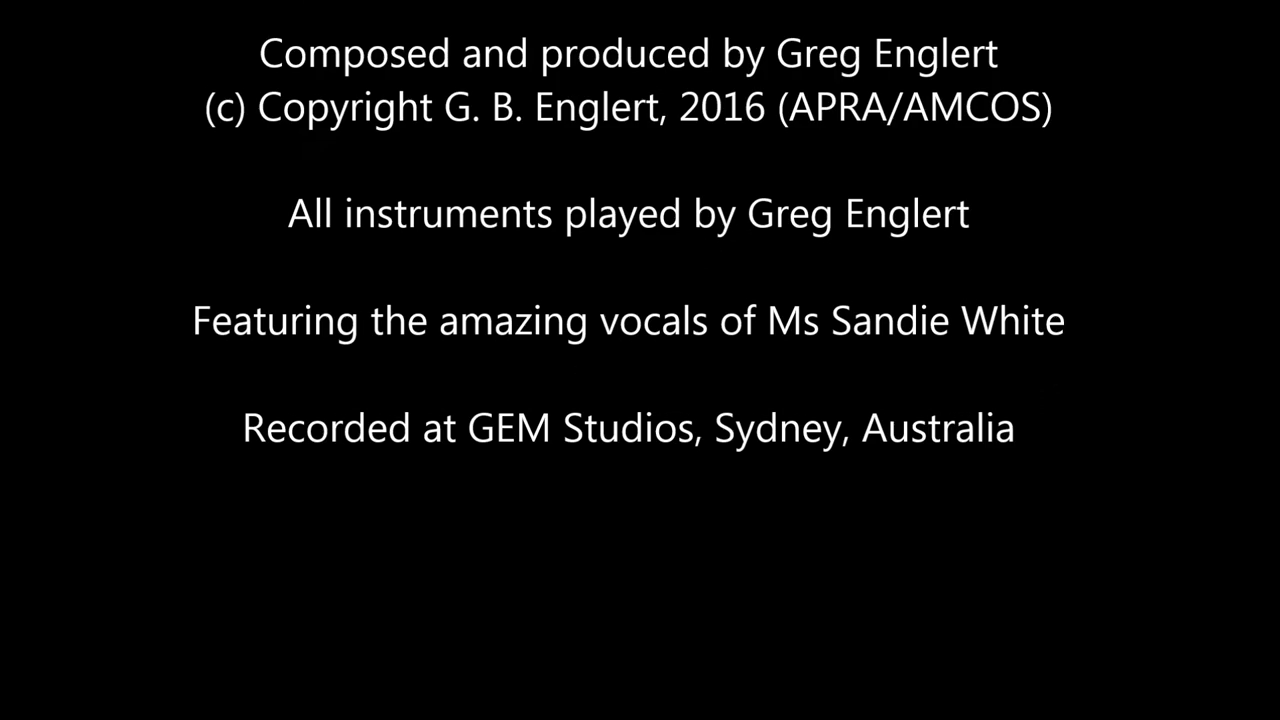 Composed and produced by Greg Englert
(c) Copyright G. B. Englert, 2016 (APRA/AMCOS)
All instruments played by Greg Englert
Featuring the amazing vocals of Ms Sandie White
Recorded at GEM Studios, Sydney, Australia